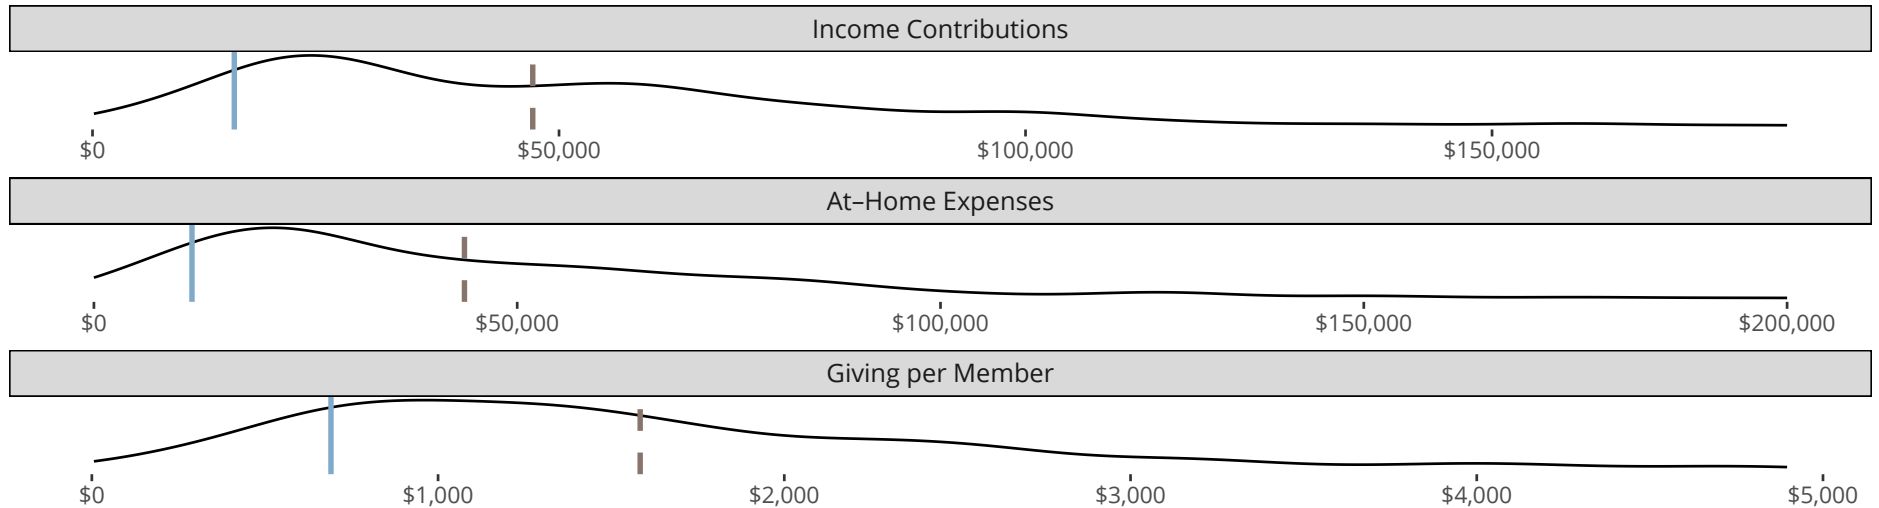 Income Contributions
$0 $50,000 $100,000 $150,000
At–Home Expenses
$0 $50,000 $100,000 $150,000 $200,000
Giving per Member
$0 $1,000 $2,000 $3,000 $4,000 $5,000